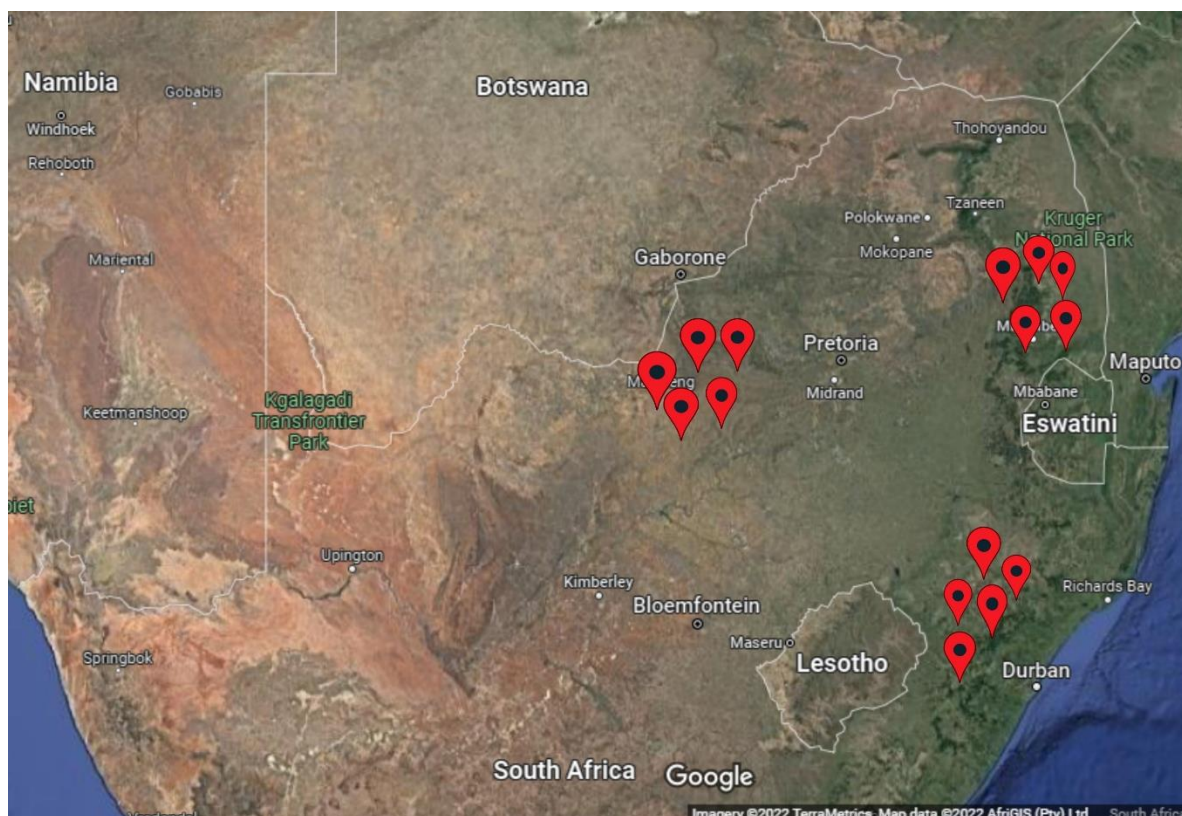 Namibia
Botswana
Gobabis
Windhoek
Rehoboth
Thohoyandou
Tzaneen
Polokwane
Kruger
National Park
Mokopane
Mariental
Gaborone
Pretoria
Maputo
Midrand
Mbabane
Keetmanshoop
Kgalagadi
Transfrontier
Park
Eswatini
Upington
Kimberley
Richards Bay
Bloemfontein
Maseru
Springbok
Lesotho
Durban
South Africa
Google
Imagery ©2022 TerraMetrics, Map data ©2022 AfriGIS (Pty) Ltd
South Africa